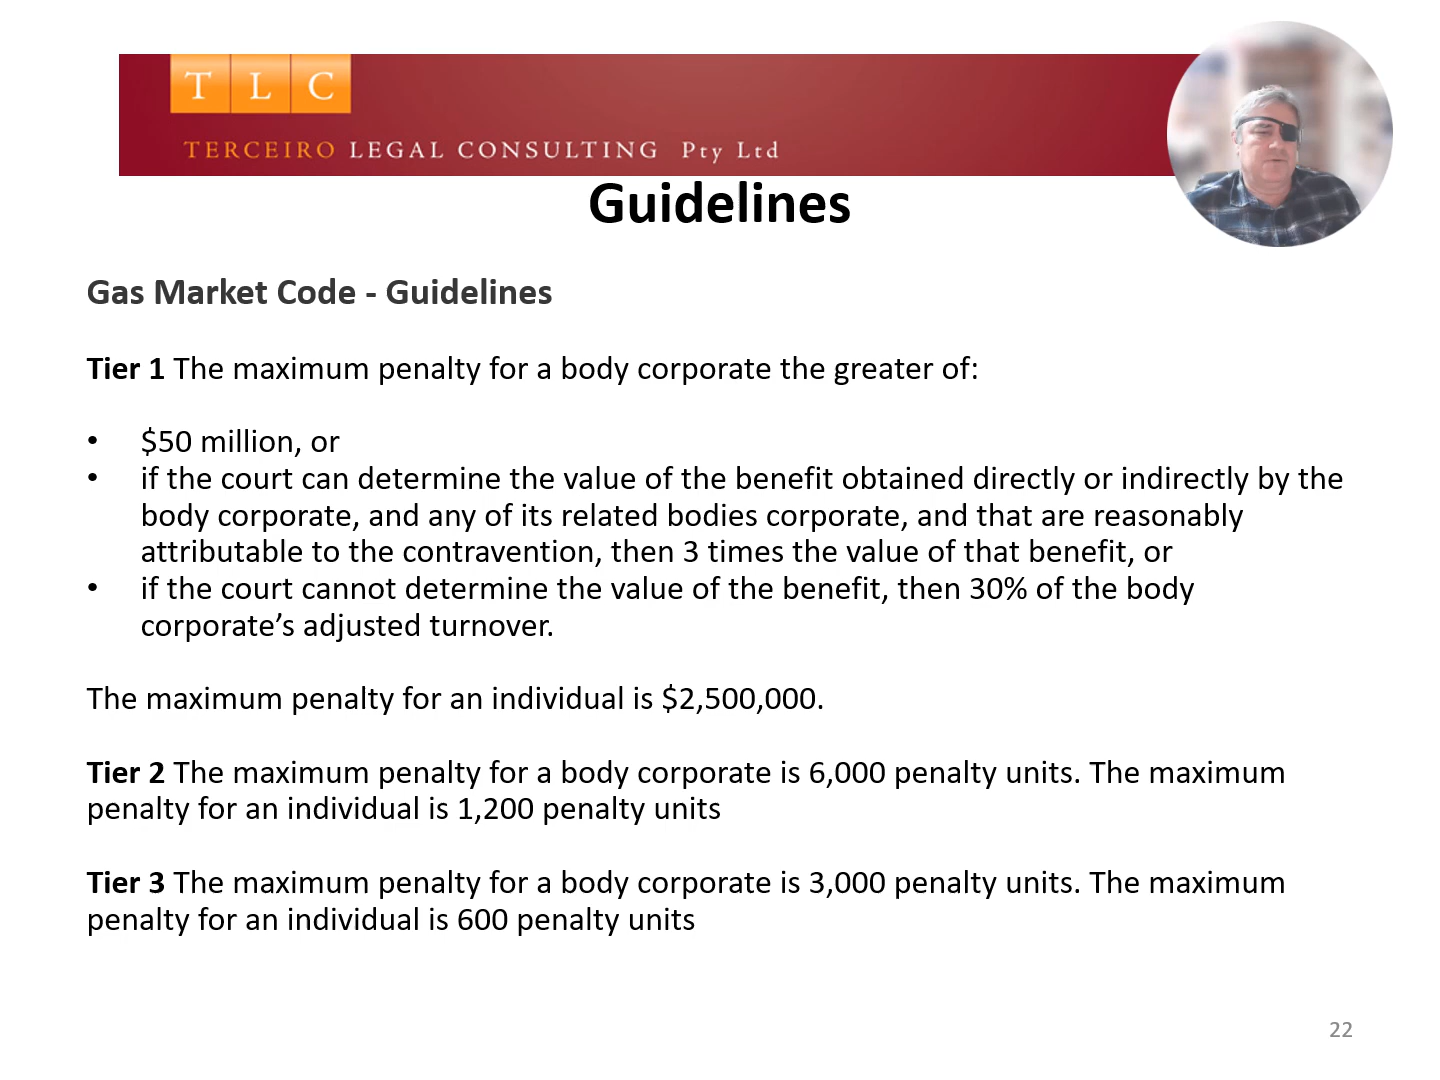 T L C
TERCEIRO LEGAL CONSULTING Pty Ltd
Guidelines
Gas Market Code - Guidelines
Tier 1 The maximum penalty for a body corporate the greater of:
• $50 million, or
• if the court can determine the value of the benefit obtained directly or indirectly by the
body corporate, and any of its related bodies corporate, and that are reasonably
attributable to the contravention, then 3 times the value of that benefit, or
• if the court cannot determine the value of the benefit, then 30% of the body
corporate’s adjusted turnover.
The maximum penalty for an individual is $2,500,000.
Tier 2 The maximum penalty for a body corporate is 6,000 penalty units. The maximum
penalty for an individual is 1,200 penalty units
Tier 3 The maximum penalty for a body corporate is 3,000 penalty units. The maximum
penalty for an individual is 600 penalty units
22